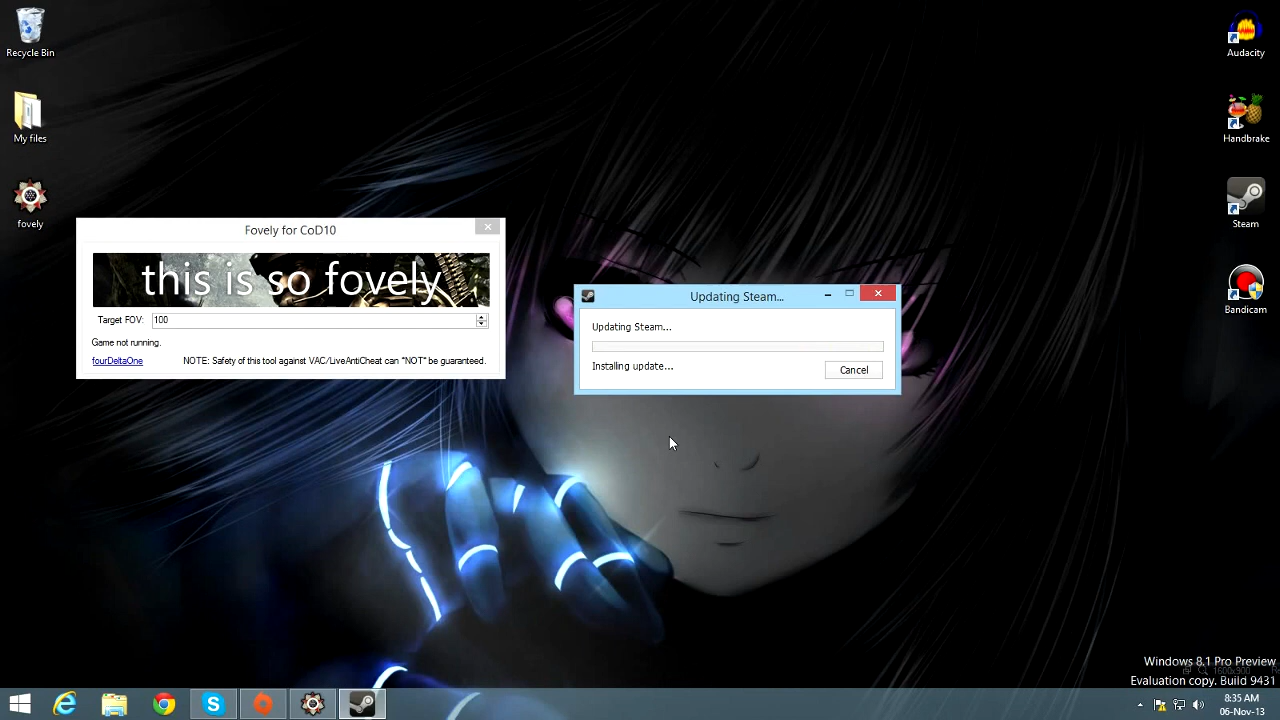 Recycle Bin
My files
fovely
Fovely for CoD10
this is so fovely
Target FOV: 100
Game not running.
fourDeltaOne NOTE: Safety of this tool against VAC/LiveAntiCheat can *NOT* be guaranteed.
Updating Steam...
Updating Steam...
Installing update...
Cancel
Audacity
Handbrake
Steam
Bandicam
Windows 8.1 Pro Preview
Evaluation copy. Build 9431
8:35 AM
06-Nov-13